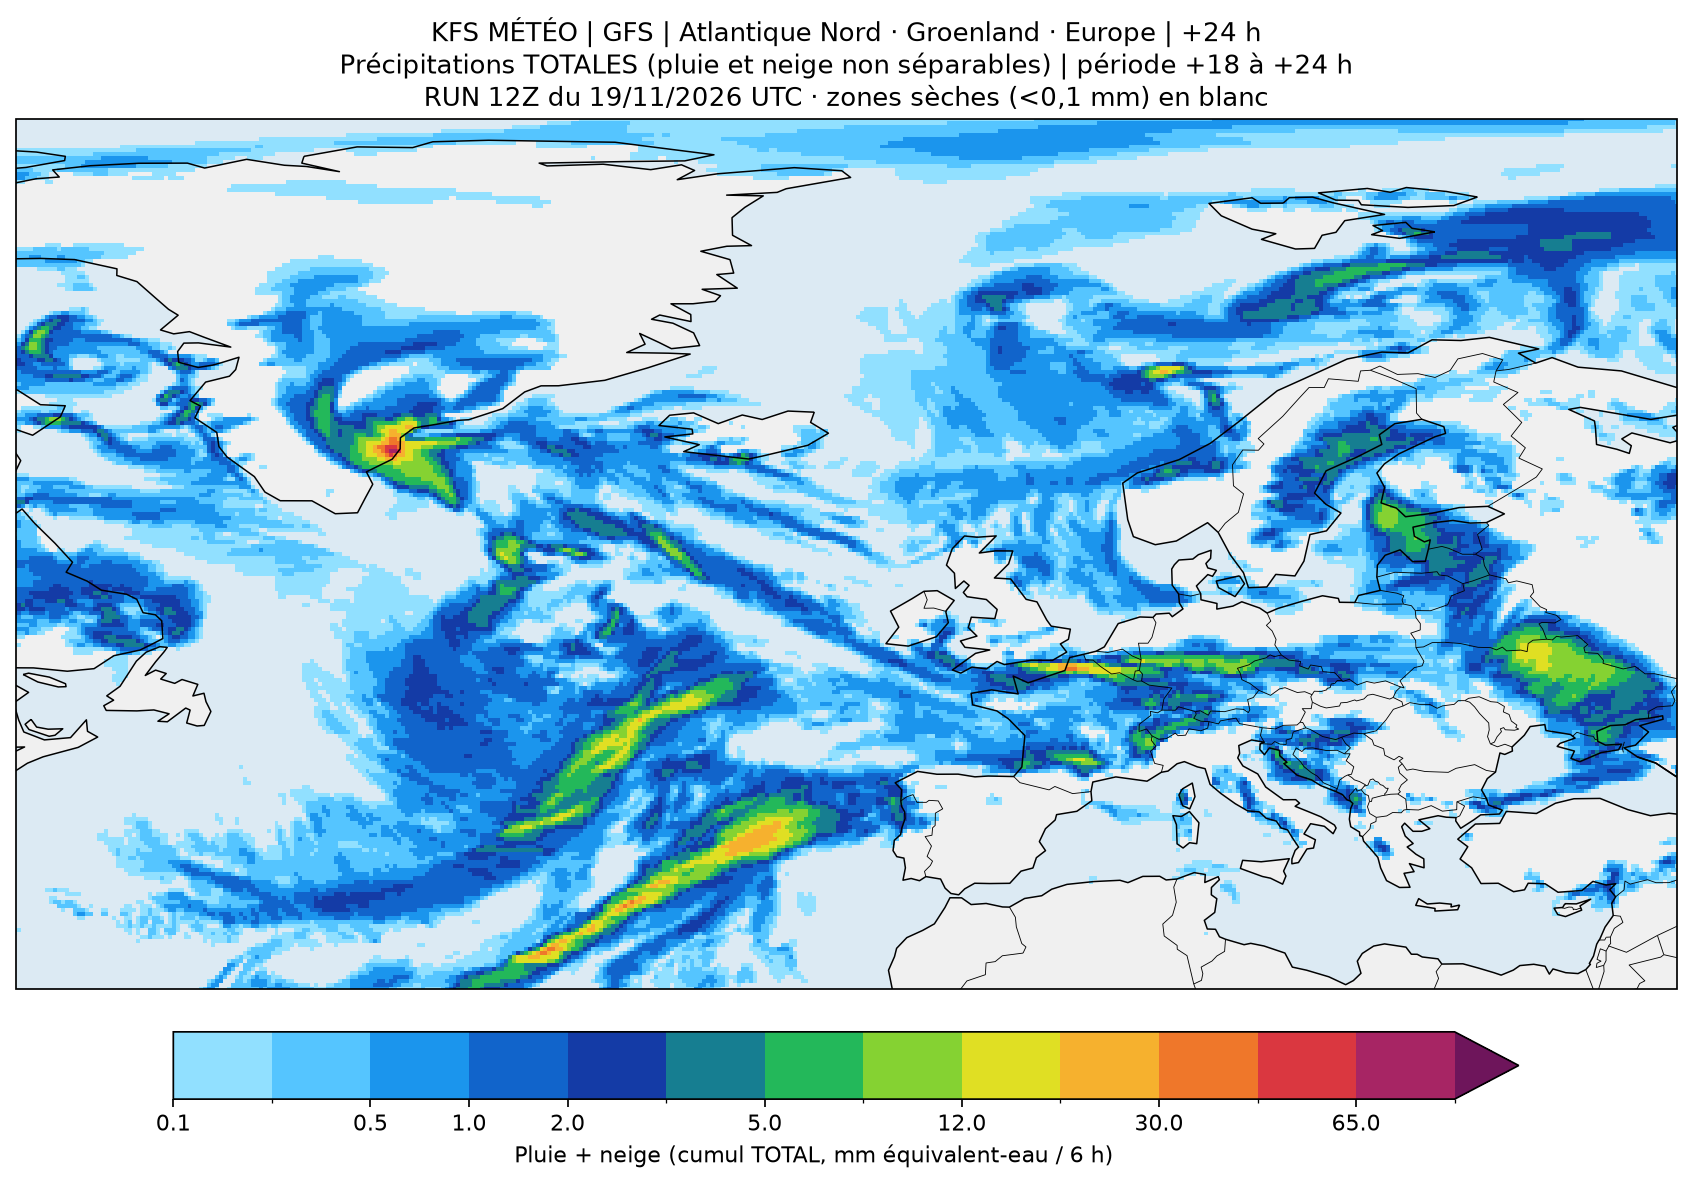 KFS MÉTÉO | GFS | Atlantique Nord · Groenland · Europe | +24 h
Précipitations TOTALES (pluie et neige non séparables) | période +18 à +24 h
RUN 12Z du 19/11/2026 UTC · zones sèches (<0,1 mm) en blanc
0.1 0.5 1.0 2.0 5.0 12.0 30.0 65.0
Pluie + neige (cumul TOTAL, mm équivalent-eau / 6 h)